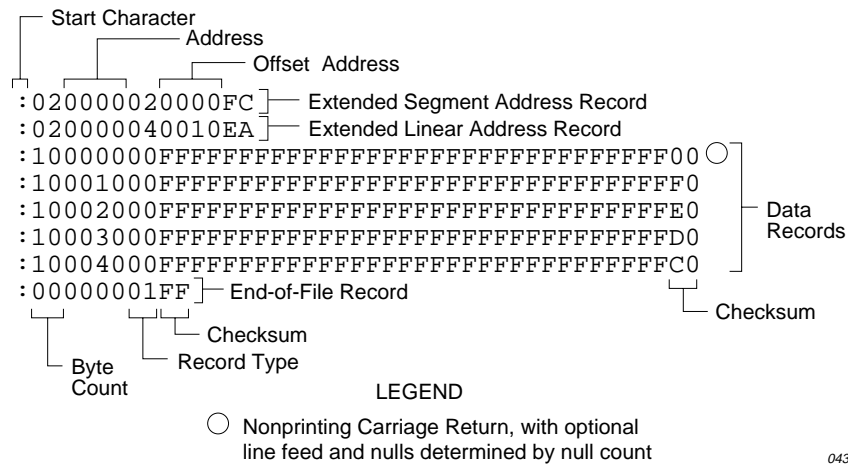 Start Character
Address
Offset Address
:020000020000FC Extended Segment Address Record
:020000040010EA Extended Linear Address Record
:10000000FFFFFFFFFFFFFFFFFFFFFFFFFFFFFFFF00
:10001000FFFFFFFFFFFFFFFFFFFFFFFFFFFFFFFFF0
:10002000FFFFFFFFFFFFFFFFFFFFFFFFFFFFFFFFE0
:10003000FFFFFFFFFFFFFFFFFFFFFFFFFFFFFFFFD0
:10004000FFFFFFFFFFFFFFFFFFFFFFFFFFFFFFFFC0
:00000001FF End-of-File Record
Data
Records
Checksum
Checksum
Record Type
Byte
Count
LEGEND
Nonprinting Carriage Return, with optional
line feed and nulls determined by null count
043